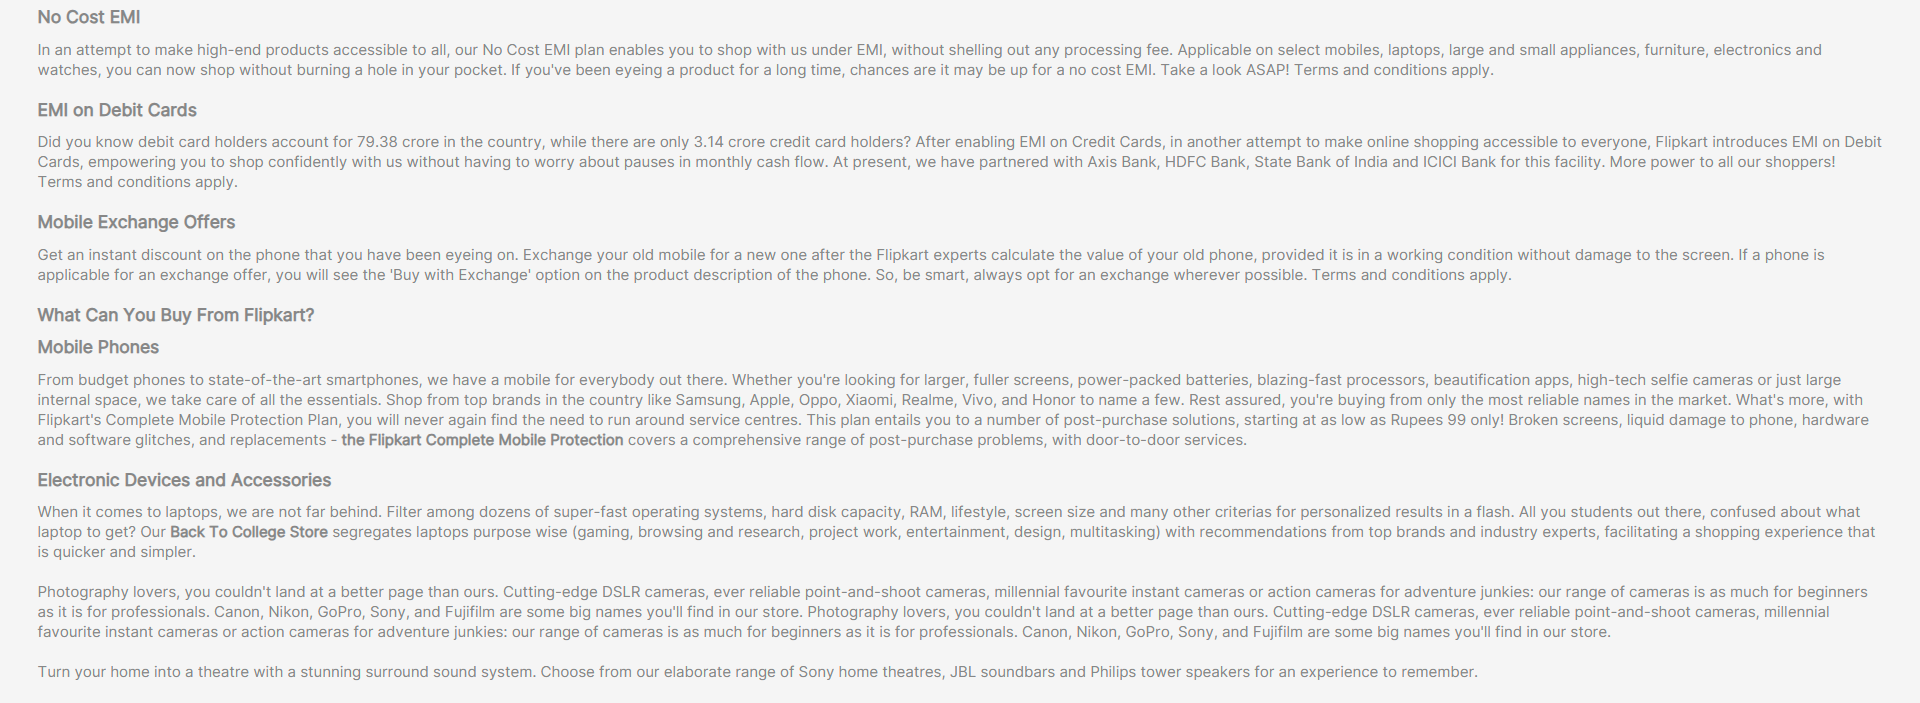 No Cost EMI
In an attempt to make high-end products accessible to all, our No Cost EMI plan enables you to shop with us under EMI, without shelling out any processing fee. Applicable on select mobiles, laptops, large and small appliances, furniture, electronics and
watches, you can now shop without burning a hole in your pocket. If you've been eyeing a product for a long time, chances are it may be up for a no cost EMI. Take a look ASAP! Terms and conditions apply.
EMI on Debit Cards
Did you know debit card holders account for 79.38 crore in the country, while there are only 3.14 crore credit card holders? After enabling EMI on Credit Cards, in another attempt to make online shopping accessible to everyone, Flipkart introduces EMI on Debit
Cards, empowering you to shop confidently with us without having to worry about pauses in monthly cash flow. At present, we have partnered with Axis Bank, HDFC Bank, State Bank of India and ICICI Bank for this facility. More power to all our shoppers!
Terms and conditions apply.
Mobile Exchange Offers
Get an instant discount on the phone that you have been eyeing on. Exchange your old mobile for a new one after the Flipkart experts calculate the value of your old phone, provided it is in a working condition without damage to the screen. If a phone is
applicable for an exchange offer, you will see the 'Buy with Exchange' option on the product description of the phone. So, be smart, always opt for an exchange wherever possible. Terms and conditions apply.
What Can You Buy From Flipkart?
Mobile Phones
From budget phones to state-of-the-art smartphones, we have a mobile for everybody out there. Whether you're looking for larger, fuller screens, power-packed batteries, blazing-fast processors, beautification apps, high-tech selfie cameras or just large
internal space, we take care of all the essentials. Shop from top brands in the country like Samsung, Apple, Oppo, Xiaomi, Realme, Vivo, and Honor to name a few. Rest assured, you're buying from only the most reliable names in the market. What's more, with
Flipkart's Complete Mobile Protection Plan, you will never again find the need to run around service centres. This plan entails you to a number of post-purchase solutions, starting at as low as Rupees 99 only! Broken screens, liquid damage to phone, hardware
and software glitches, and replacements - the Flipkart Complete Mobile Protection covers a comprehensive range of post-purchase problems, with door-to-door services.
Electronic Devices and Accessories
When it comes to laptops, we are not far behind. Filter among dozens of super-fast operating systems, hard disk capacity, RAM, lifestyle, screen size and many other criterias for personalized results in a flash. All you students out there, confused about what
laptop to get? Our Back To College Store segregates laptops purpose wise (gaming, browsing and research, project work, entertainment, design, multitasking) with recommendations from top brands and industry experts, facilitating a shopping experience that
is quicker and simpler.
Photography lovers, you couldn't land at a better page than ours. Cutting-edge DSLR cameras, ever reliable point-and-shoot cameras, millennial favourite instant cameras or action cameras for adventure junkies: our range of cameras is as much for beginners
as it is for professionals. Canon, Nikon, GoPro, Sony, and Fujifilm are some big names you'll find in our store. Photography lovers, you couldn't land at a better page than ours. Cutting-edge DSLR cameras, ever reliable point-and-shoot cameras, millennial
favourite instant cameras or action cameras for adventure junkies: our range of cameras is as much for beginners as it is for professionals. Canon, Nikon, GoPro, Sony, and Fujifilm are some big names you'll find in our store.
Turn your home into a theatre with a stunning surround sound system. Choose from our elaborate range of Sony home theatres, JBL soundbars and Philips tower speakers for an experience to remember.